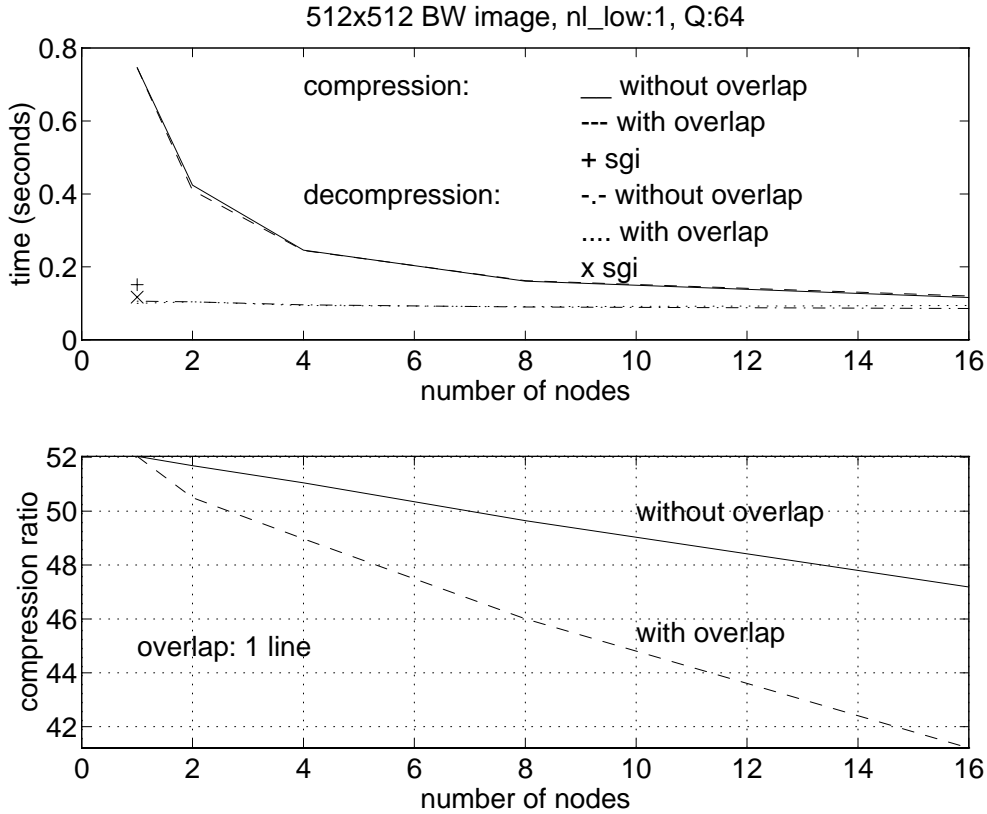 512x512 BW image, nl_low:1, Q:64
time (seconds)
0.8
0.6
0.4
0.2
0
compression: __ without overlap
--- with overlap
+ sgi
decompression: -.- without overlap
.... with overlap
x sgi
0 2 4 6 8 10 12 14 16
number of nodes
compression ratio
52
50
48
46
44
42
without overlap
with overlap
overlap: 1 line
0 2 4 6 8 10 12 14 16
number of nodes